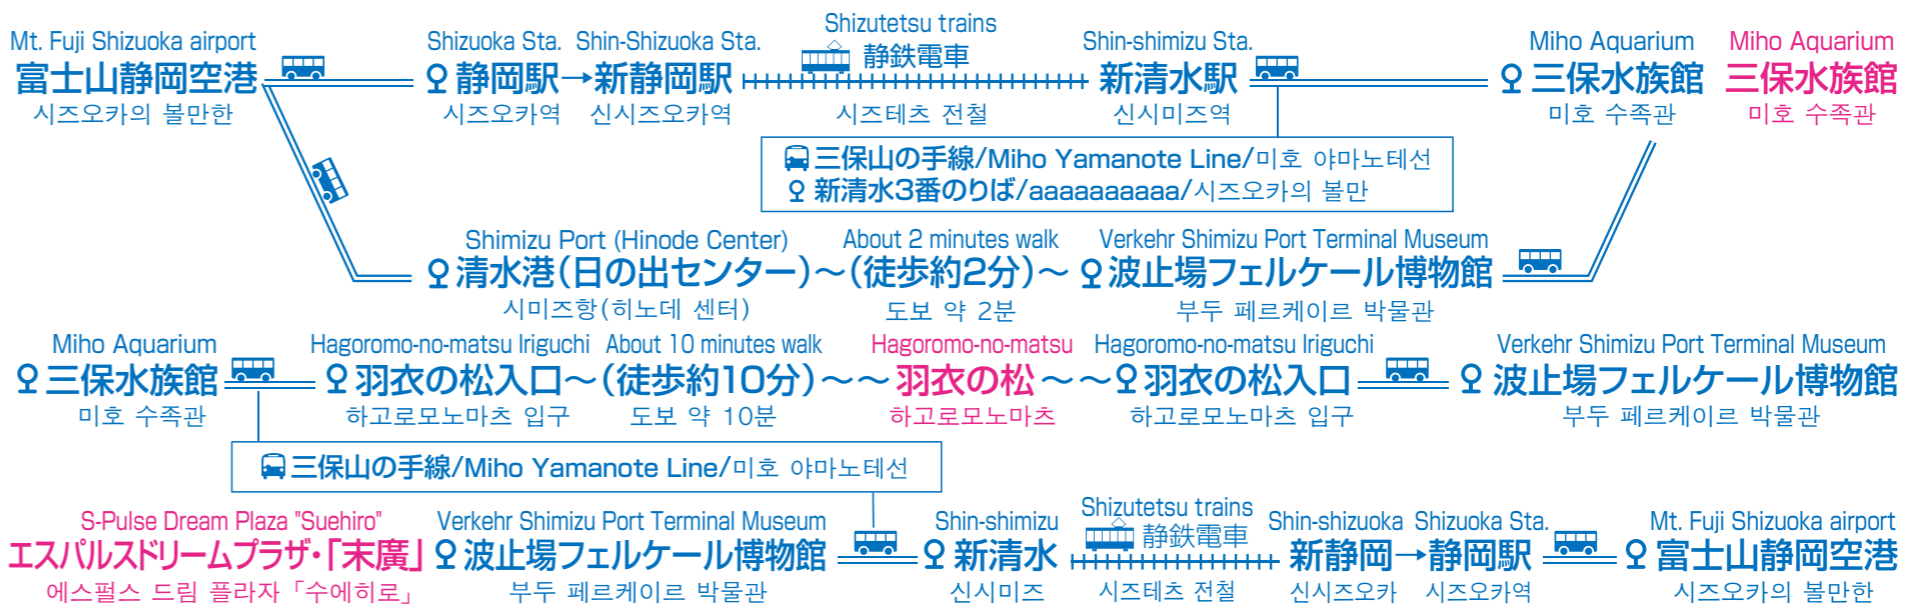 Mt. Fuji Shizuoka airport Shizuoka Sta. Shin-Shizuoka Sta. Shizutetsu trains Shin-shimizu Sta. Miho Aquarium Miho Aquarium
富士山静岡空港 静岡駅→新静岡駅 静鉄電車 新清水駅 三保水族館 三保水族館
시즈오카의 볼만한 시즈오카역 신시즈오카역 시즈테츠 전철 신시미즈역 미호 수족관 미호 수족관
三保山の手線/Miho Yamanote Line/미호 야마노테선
新清水3番のりば/aaaaaaaaaa/시즈오카의 볼만
Shimizu Port (Hinode Center) About 2 minutes walk Verkehr Shimizu Port Terminal Museum
清水港(日の出センター)〜(徒歩約2分)〜 波止場フェルケール博物館
시미즈항(히노데 센터) 도보 약 2분 부두 페르케이르 박물관
Miho Aquarium Hagoromo-no-matsu Iriguchi About 10 minutes walk Hagoromo-no-matsu Hagoromo-no-matsu Iriguchi Verkehr Shimizu Port Terminal Museum
三保水族館 羽衣の松入口〜(徒歩約10分)〜〜羽衣の松〜〜羽衣の松入口 波止場フェルケール博物館
미호 수족관 하고로모노마츠 입구 도보 약 10분 하고로모노마츠 하고로모노마츠 입구 부두 페르케이르 박물관
三保山の手線/Miho Yamanote Line/미호 야마노테선
S-Pulse Dream Plaza "Suehiro" Verkehr Shimizu Port Terminal Museum Shin-shimizu Shizutetsu trains Shin-shizuoka Shizuoka Sta. Mt. Fuji Shizuoka airport
エスパルスドリームプラザ・「末廣」 波止場フェルケール博物館 新清水 静鉄電車 新静岡→静岡駅 富士山静岡空港
에스펄스 드림 플라자「수에히로」 부두 페르케이르 박물관 신시미즈 시즈테츠 전철 신시즈오카 시즈오카역 시즈오카의 볼만한